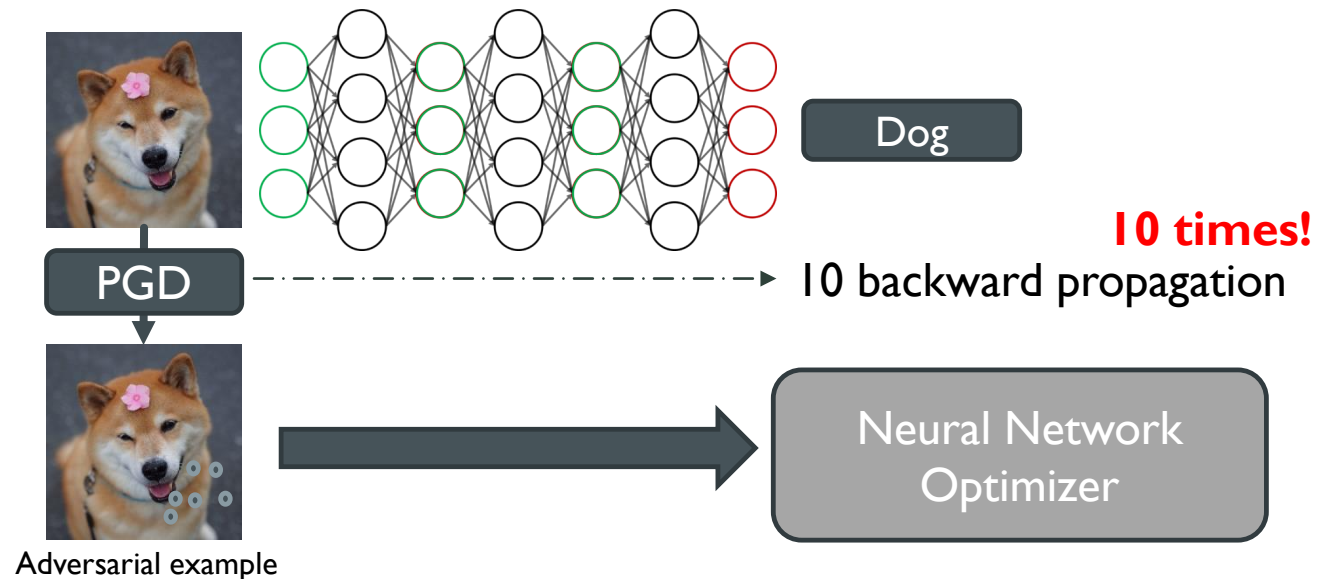 Dog
10 times!
PGD
10 backward propagation
Neural Network
Optimizer
Adversarial example